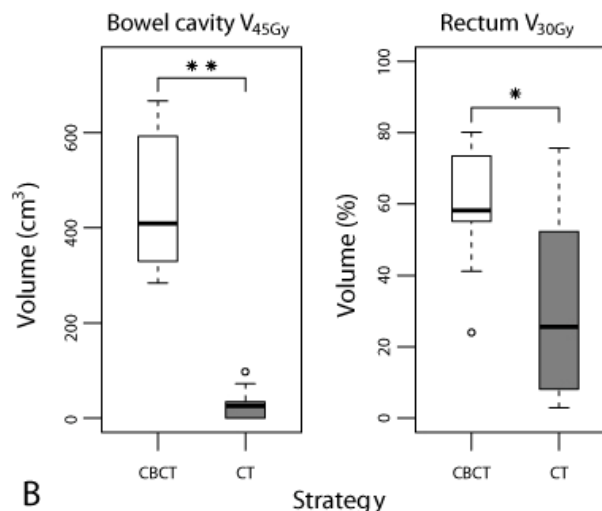 Bowel cavity V45Gy
Rectum V30Gy
**
*
Volume (cm3)
0
200
400
600
Volume (%)
0
20
40
60
80
100
CBCT CT
CBCT CT
B
Strategy